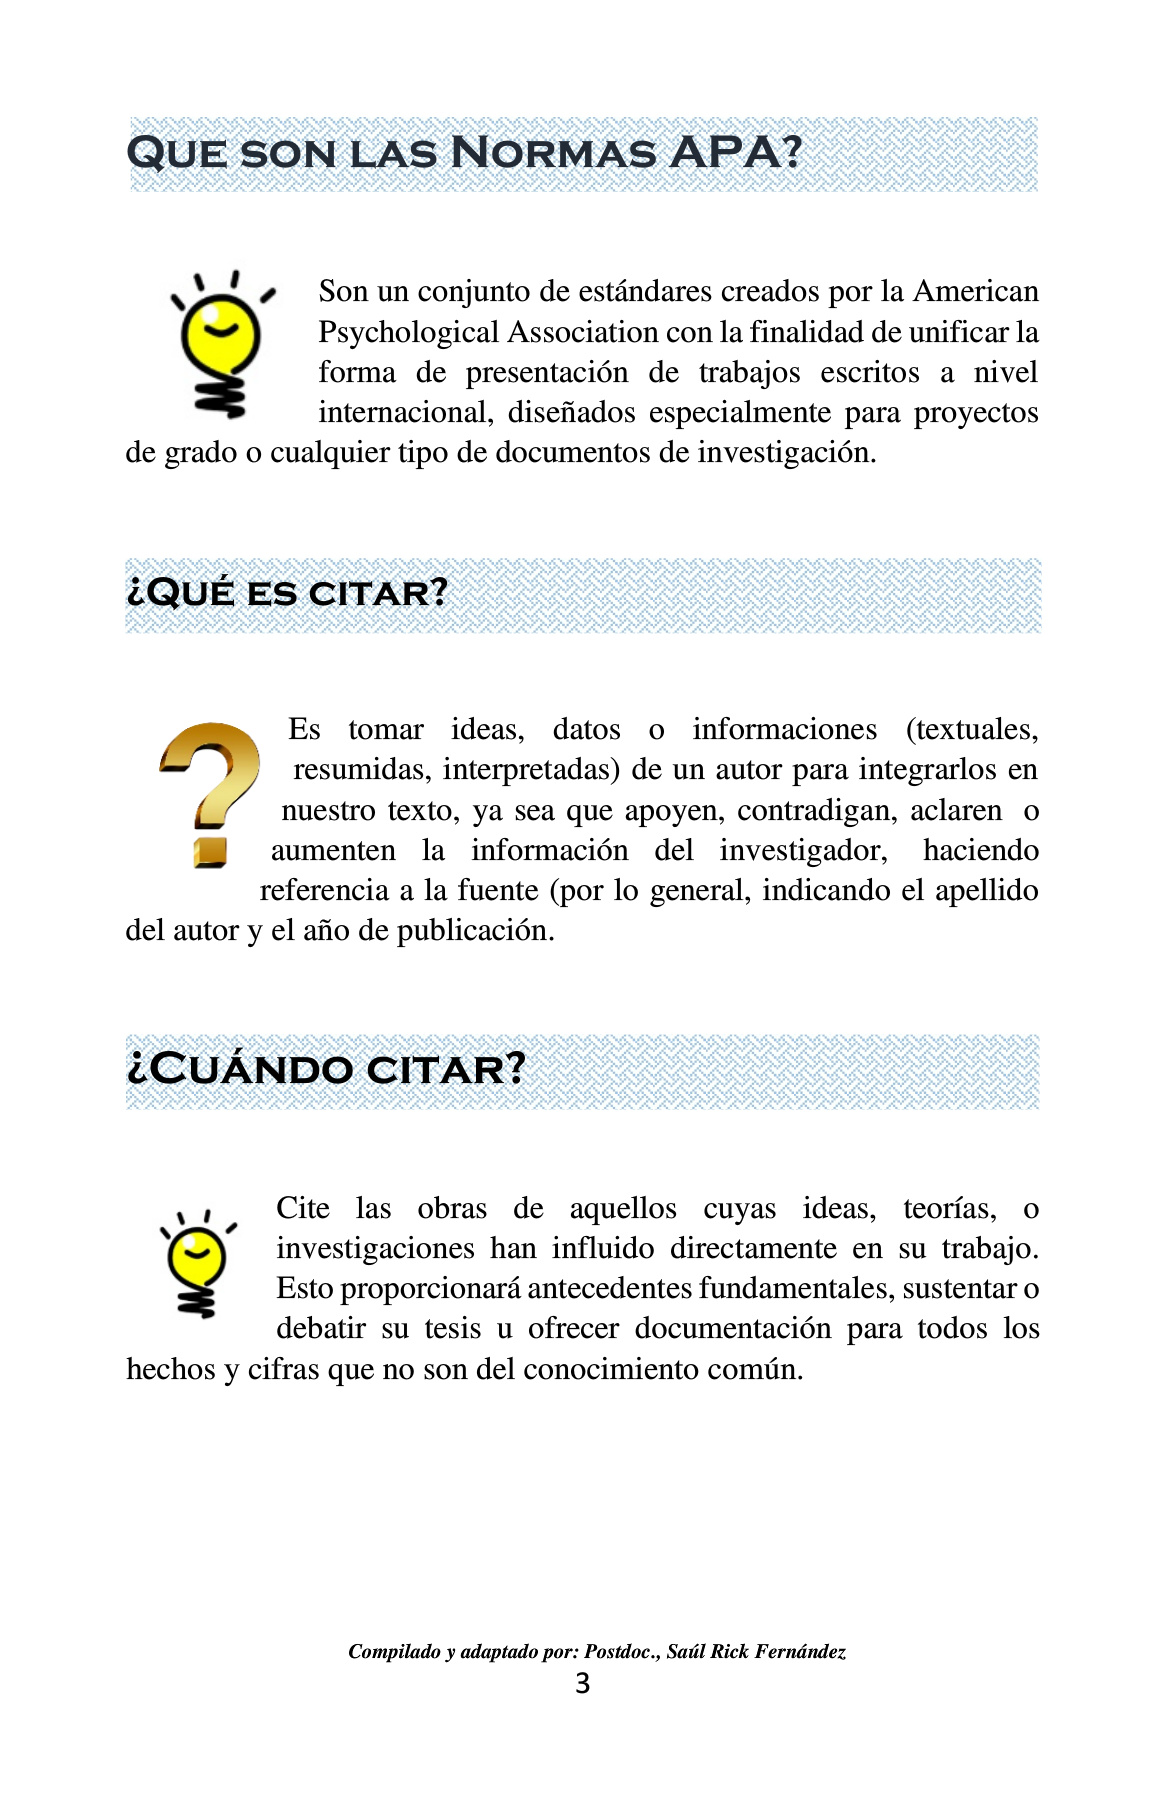 Que son las Normas APA?
Son un conjunto de estándares creados por la American
Psychological Association con la finalidad de unificar la
forma de presentación de trabajos escritos a nivel
internacional, diseñados especialmente para proyectos
de grado o cualquier tipo de documentos de investigación.
¿Qué es citar?
Es tomar ideas, datos o informaciones (textuales,
resumidas, interpretadas) de un autor para integrarlos en
nuestro texto, ya sea que apoyen, contradigan, aclaren o
aumenten la información del investigador, haciendo
referencia a la fuente (por lo general, indicando el apellido
del autor y el año de publicación.
¿Cuándo citar?
Cite las obras de aquellos cuyas ideas, teorías, o
investigaciones han influido directamente en su trabajo.
Esto proporcionará antecedentes fundamentales, sustentar o
debatir su tesis u ofrecer documentación para todos los
hechos y cifras que no son del conocimiento común.
Compilado y adaptado por: Postdoc., Saúl Rick Fernández
3